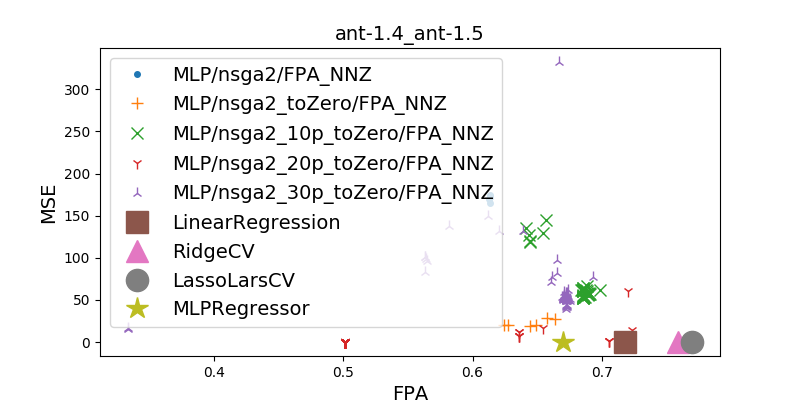 ant-1.4_ant-1.5
MSE
300
250
200
150
100
50
0
MLP/nsga2/FPA_NNZ
MLP/nsga2_toZero/FPA_NNZ
MLP/nsga2_10p_toZero/FPA_NNZ
MLP/nsga2_20p_toZero/FPA_NNZ
MLP/nsga2_30p_toZero/FPA_NNZ
LinearRegression
RidgeCV
LassoLarsCV
MLPRegressor
0.4 0.5 0.6 0.7
FPA